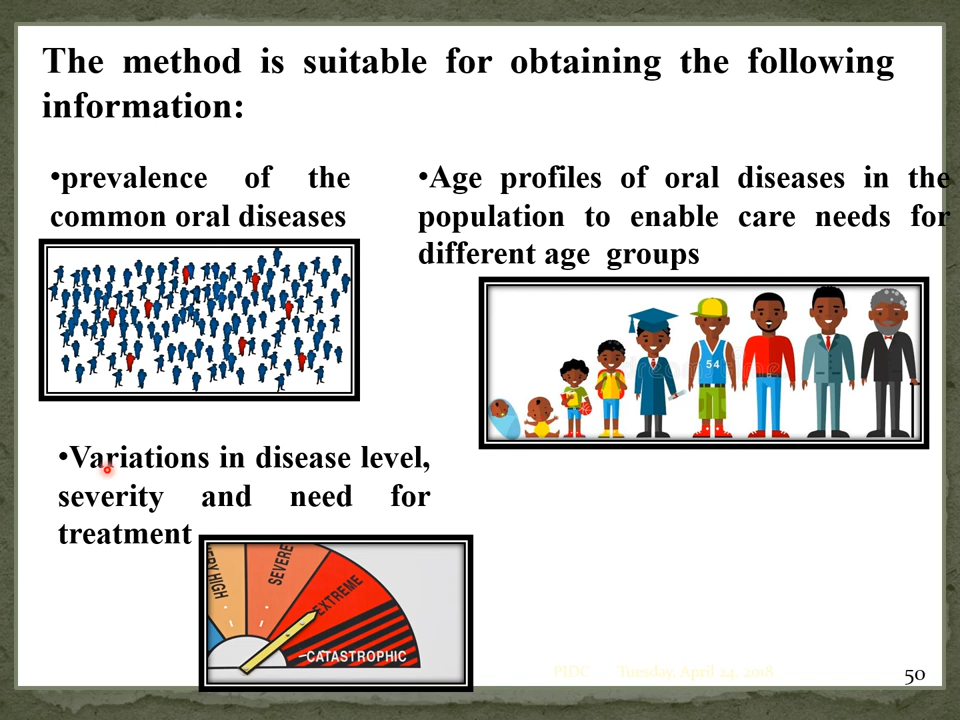 The method is suitable for obtaining the following
information:
•prevalence of the
common oral diseases
•Age profiles of oral diseases in the
population to enable care needs for
different age groups
54
•Variations in disease level,
severity and need for
treatment
VERY HIGH
SEVERE
EXTREME
CATASTROPHIC
PIDC Tuesday, April 24, 2018
50